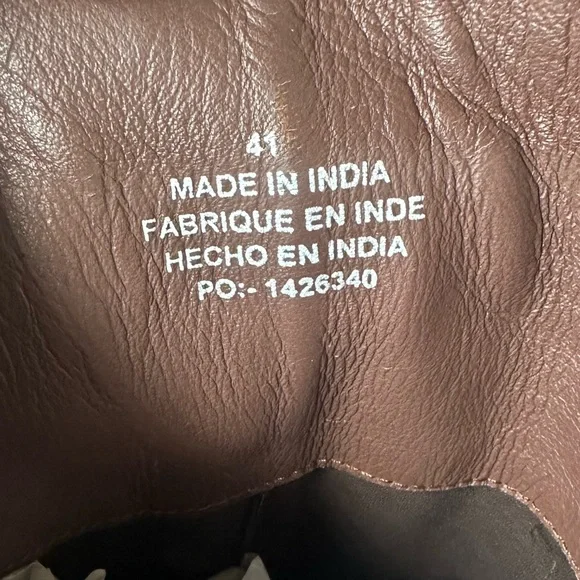 41
MADE IN INDIA
FABRIQUE EN INDE
HECHO EN INDIA
PO:- 1426340